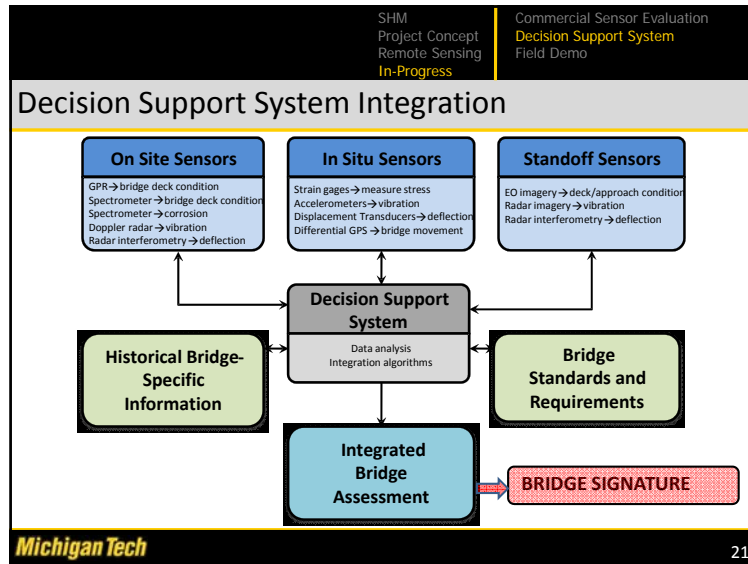 SHM
Project Concept
Remote Sensing
In-Progress
Commercial Sensor Evaluation
Decision Support System
Field Demo
Decision Support System Integration
On Site Sensors
GPR→bridge deck condition
Spectrometer→bridge deck condition
Spectrometer→corrosion
Doppler radar→vibration
Radar interferometry→deflection
In Situ Sensors
Strain gages→measure stress
Accelerometers→vibration
Displacement Transducers→deflection
Differential GPS→bridge movement
Standoff Sensors
EO imagery→deck/approach condition
Radar imagery→vibration
Radar interferometry→deflection
Decision Support
System
Data analysis
Integration algorithms
Historical Bridge-
Specific
Information
Bridge
Standards and
Requirements
Integrated
Bridge
Assessment
BRIDGE SIGNATURE
Michigan Tech
21